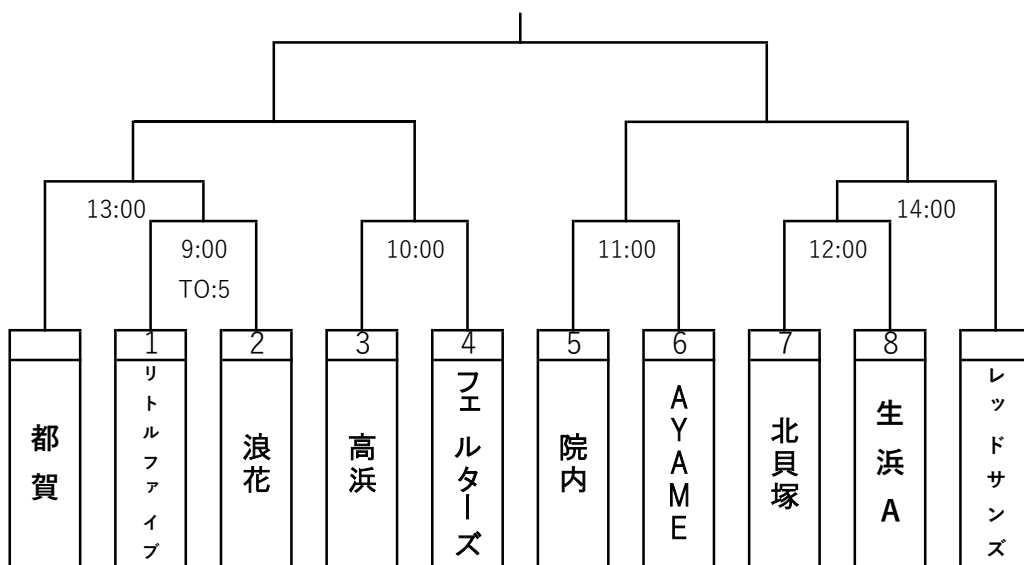 13:00
14:00
9:00
10:00
11:00
12:00
TO:5
1
2
3
4
5
6
7
8
都賀
リトルファイブ
浪花
高浜
フェルターズ
院内
AYAME
北貝塚
生浜A
レッドサンズ